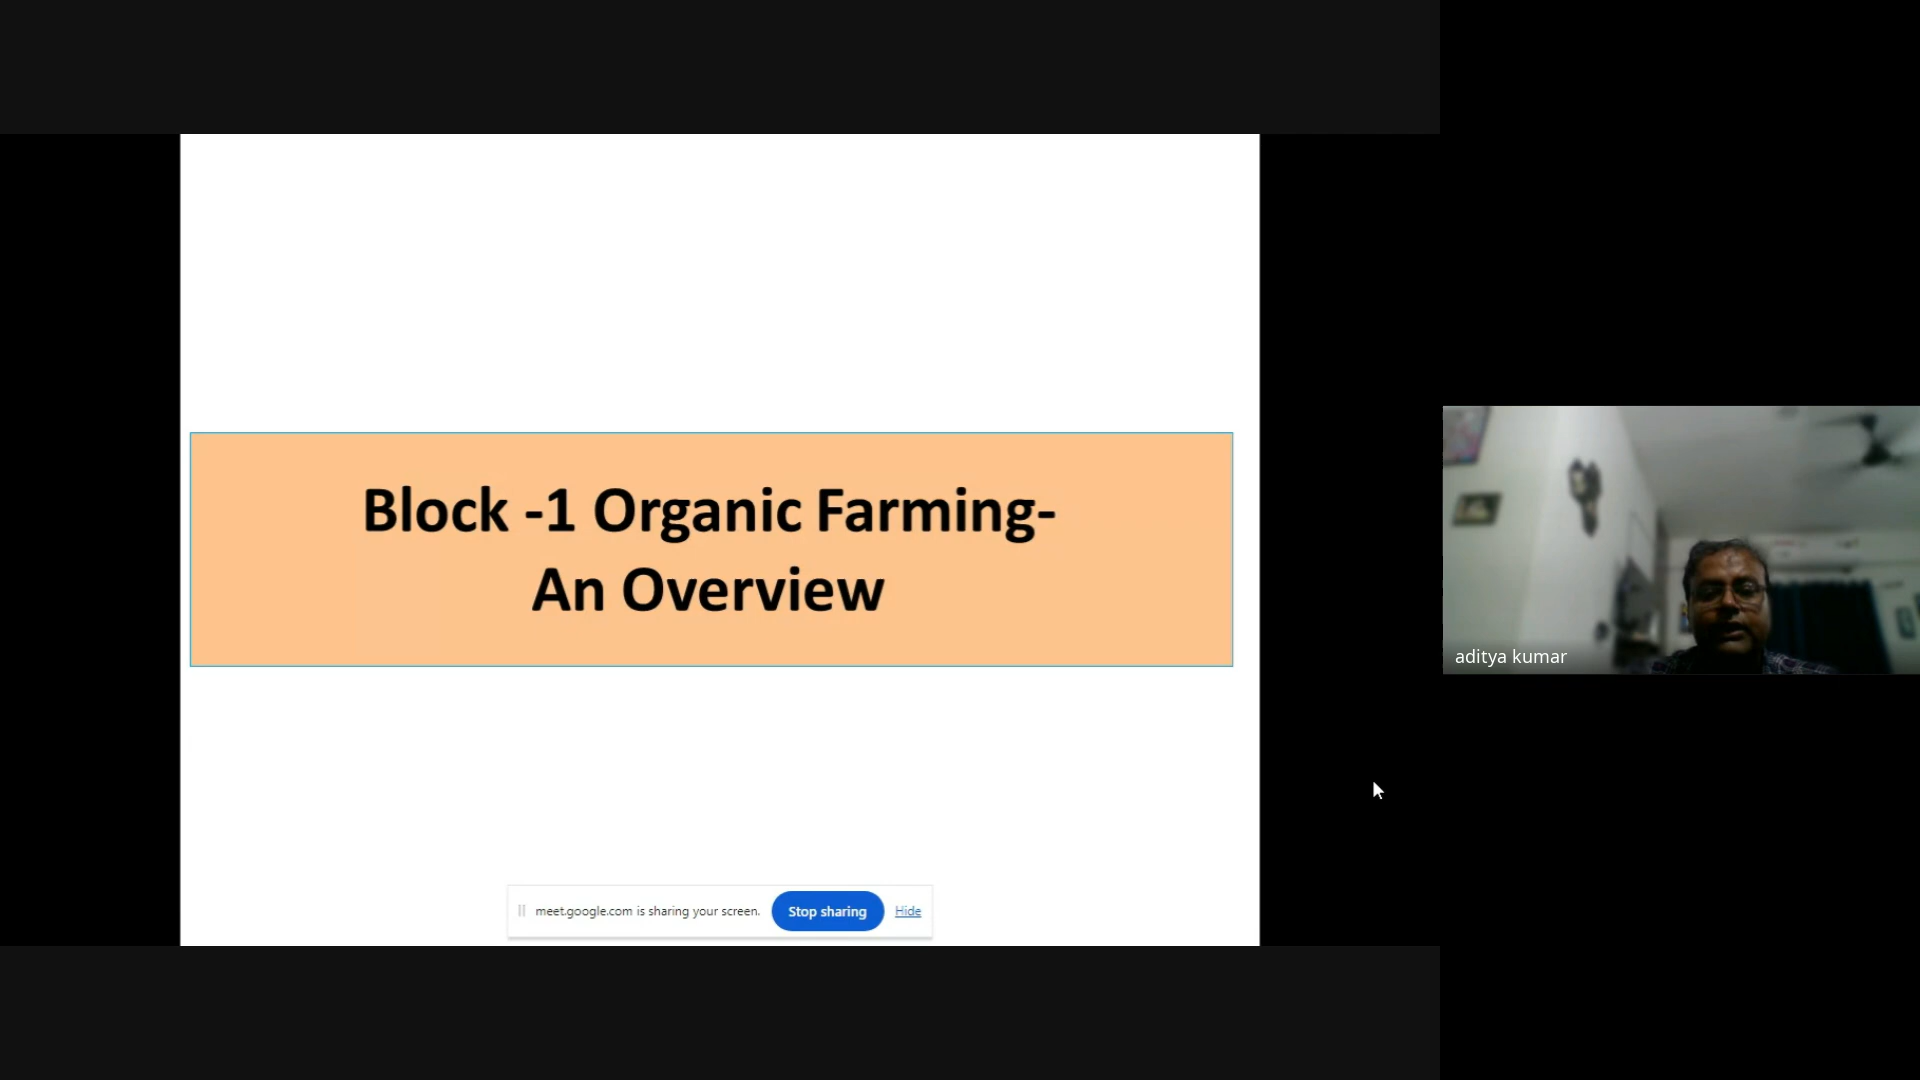 Block -1 Organic Farming-
An Overview
meet.google.com is sharing your screen. Stop sharing Hide
aditya kumar